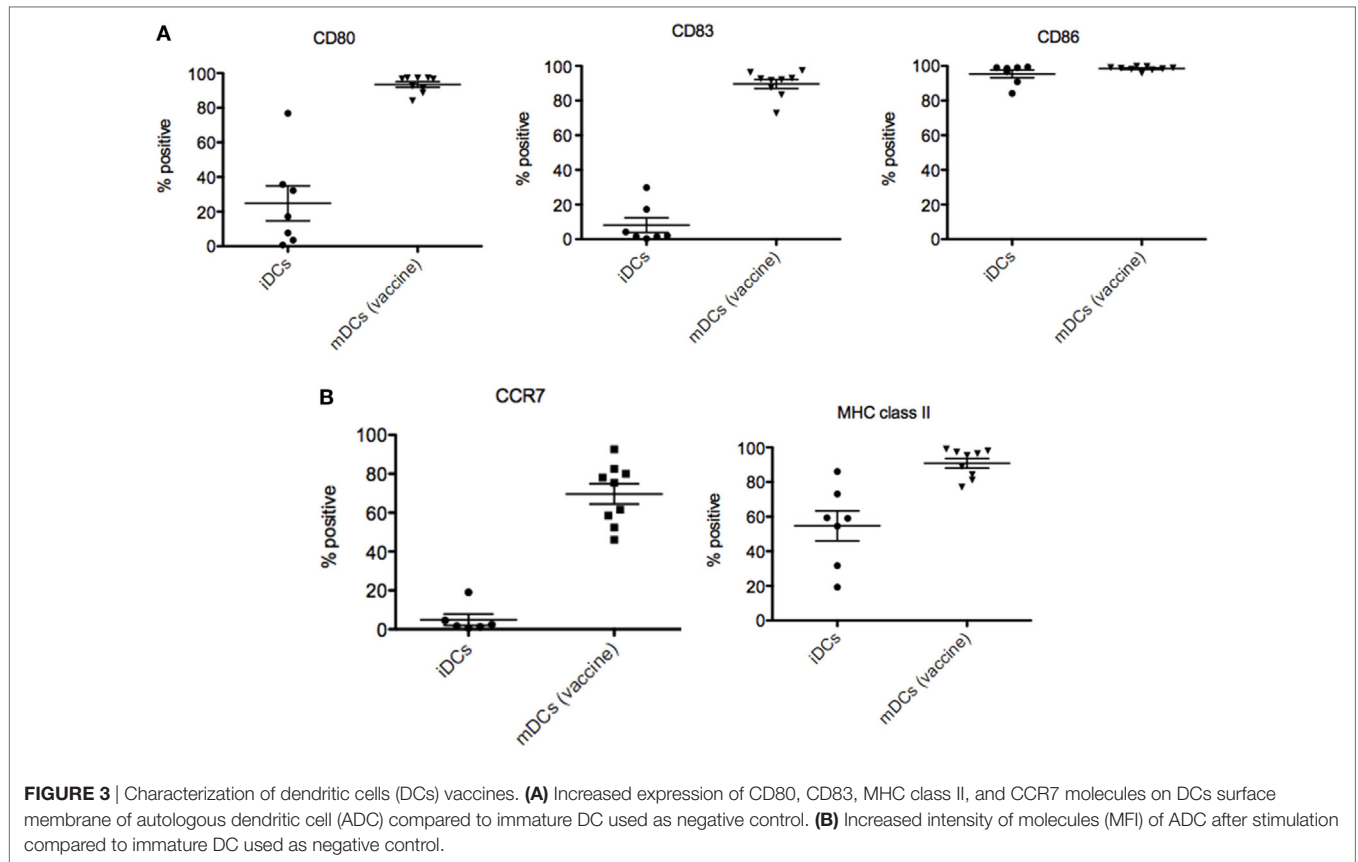 A
CD80
% positive
100
80
60
40
20
0
iDCs
mDCs (vaccine)
CD83
% positive
100
80
60
40
20
0
iDCs
mDCs (vaccine)
CD86
% positive
100
80
60
40
20
0
iDCs
mDCs (vaccine)
B
CCR7
% positive
100
80
60
40
20
0
iDCs
mDCs (vaccine)
MHC class II
% positive
100
80
60
40
20
0
iDCs
mDCs (vaccine)
FIGURE 3 | Characterization of dendritic cells (DCs) vaccines. (A) Increased expression of CD80, CD83, MHC class II, and CCR7 molecules on DCs surface
membrane of autologous dendritic cell (ADC) compared to immature DC used as negative control. (B) Increased intensity of molecules (MFI) of ADC after stimulation
compared to immature DC used as negative control.